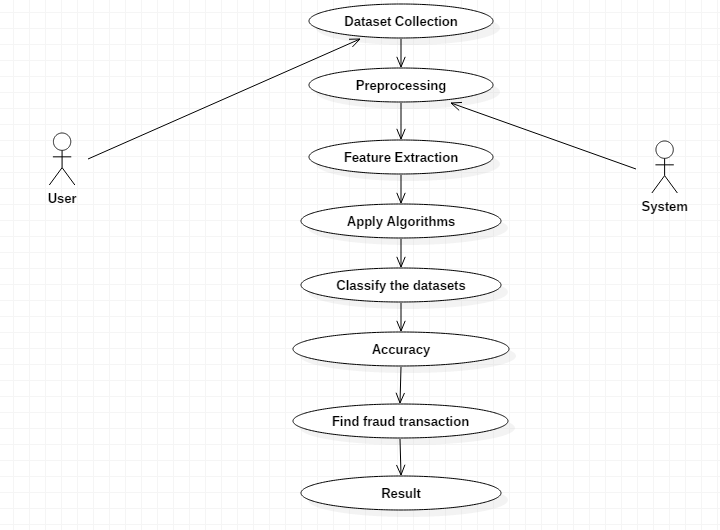 Dataset Collection
Preprocessing
Feature Extraction
User
System
Apply Algorithms
Classify the datasets
Accuracy
Find fraud transaction
Result